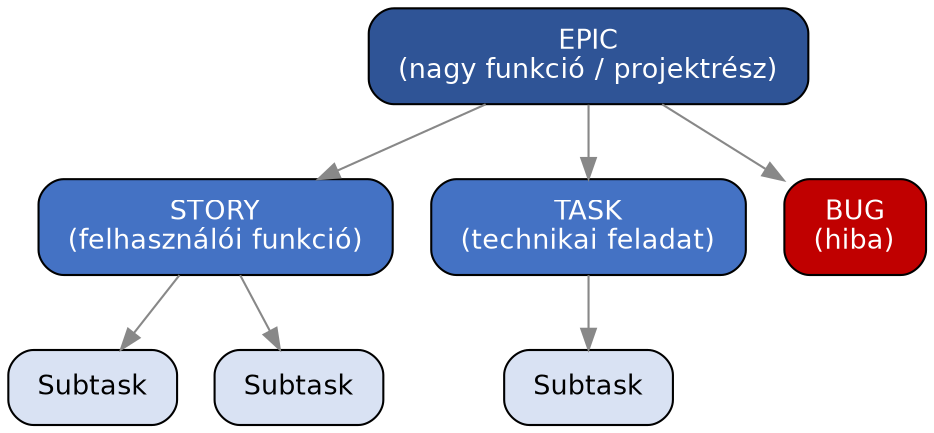 EPIC
(nagy funkció / projektrész)
STORY
(felhasználói funkció)
TASK
(technikai feladat)
BUG
(hiba)
Subtask
Subtask
Subtask